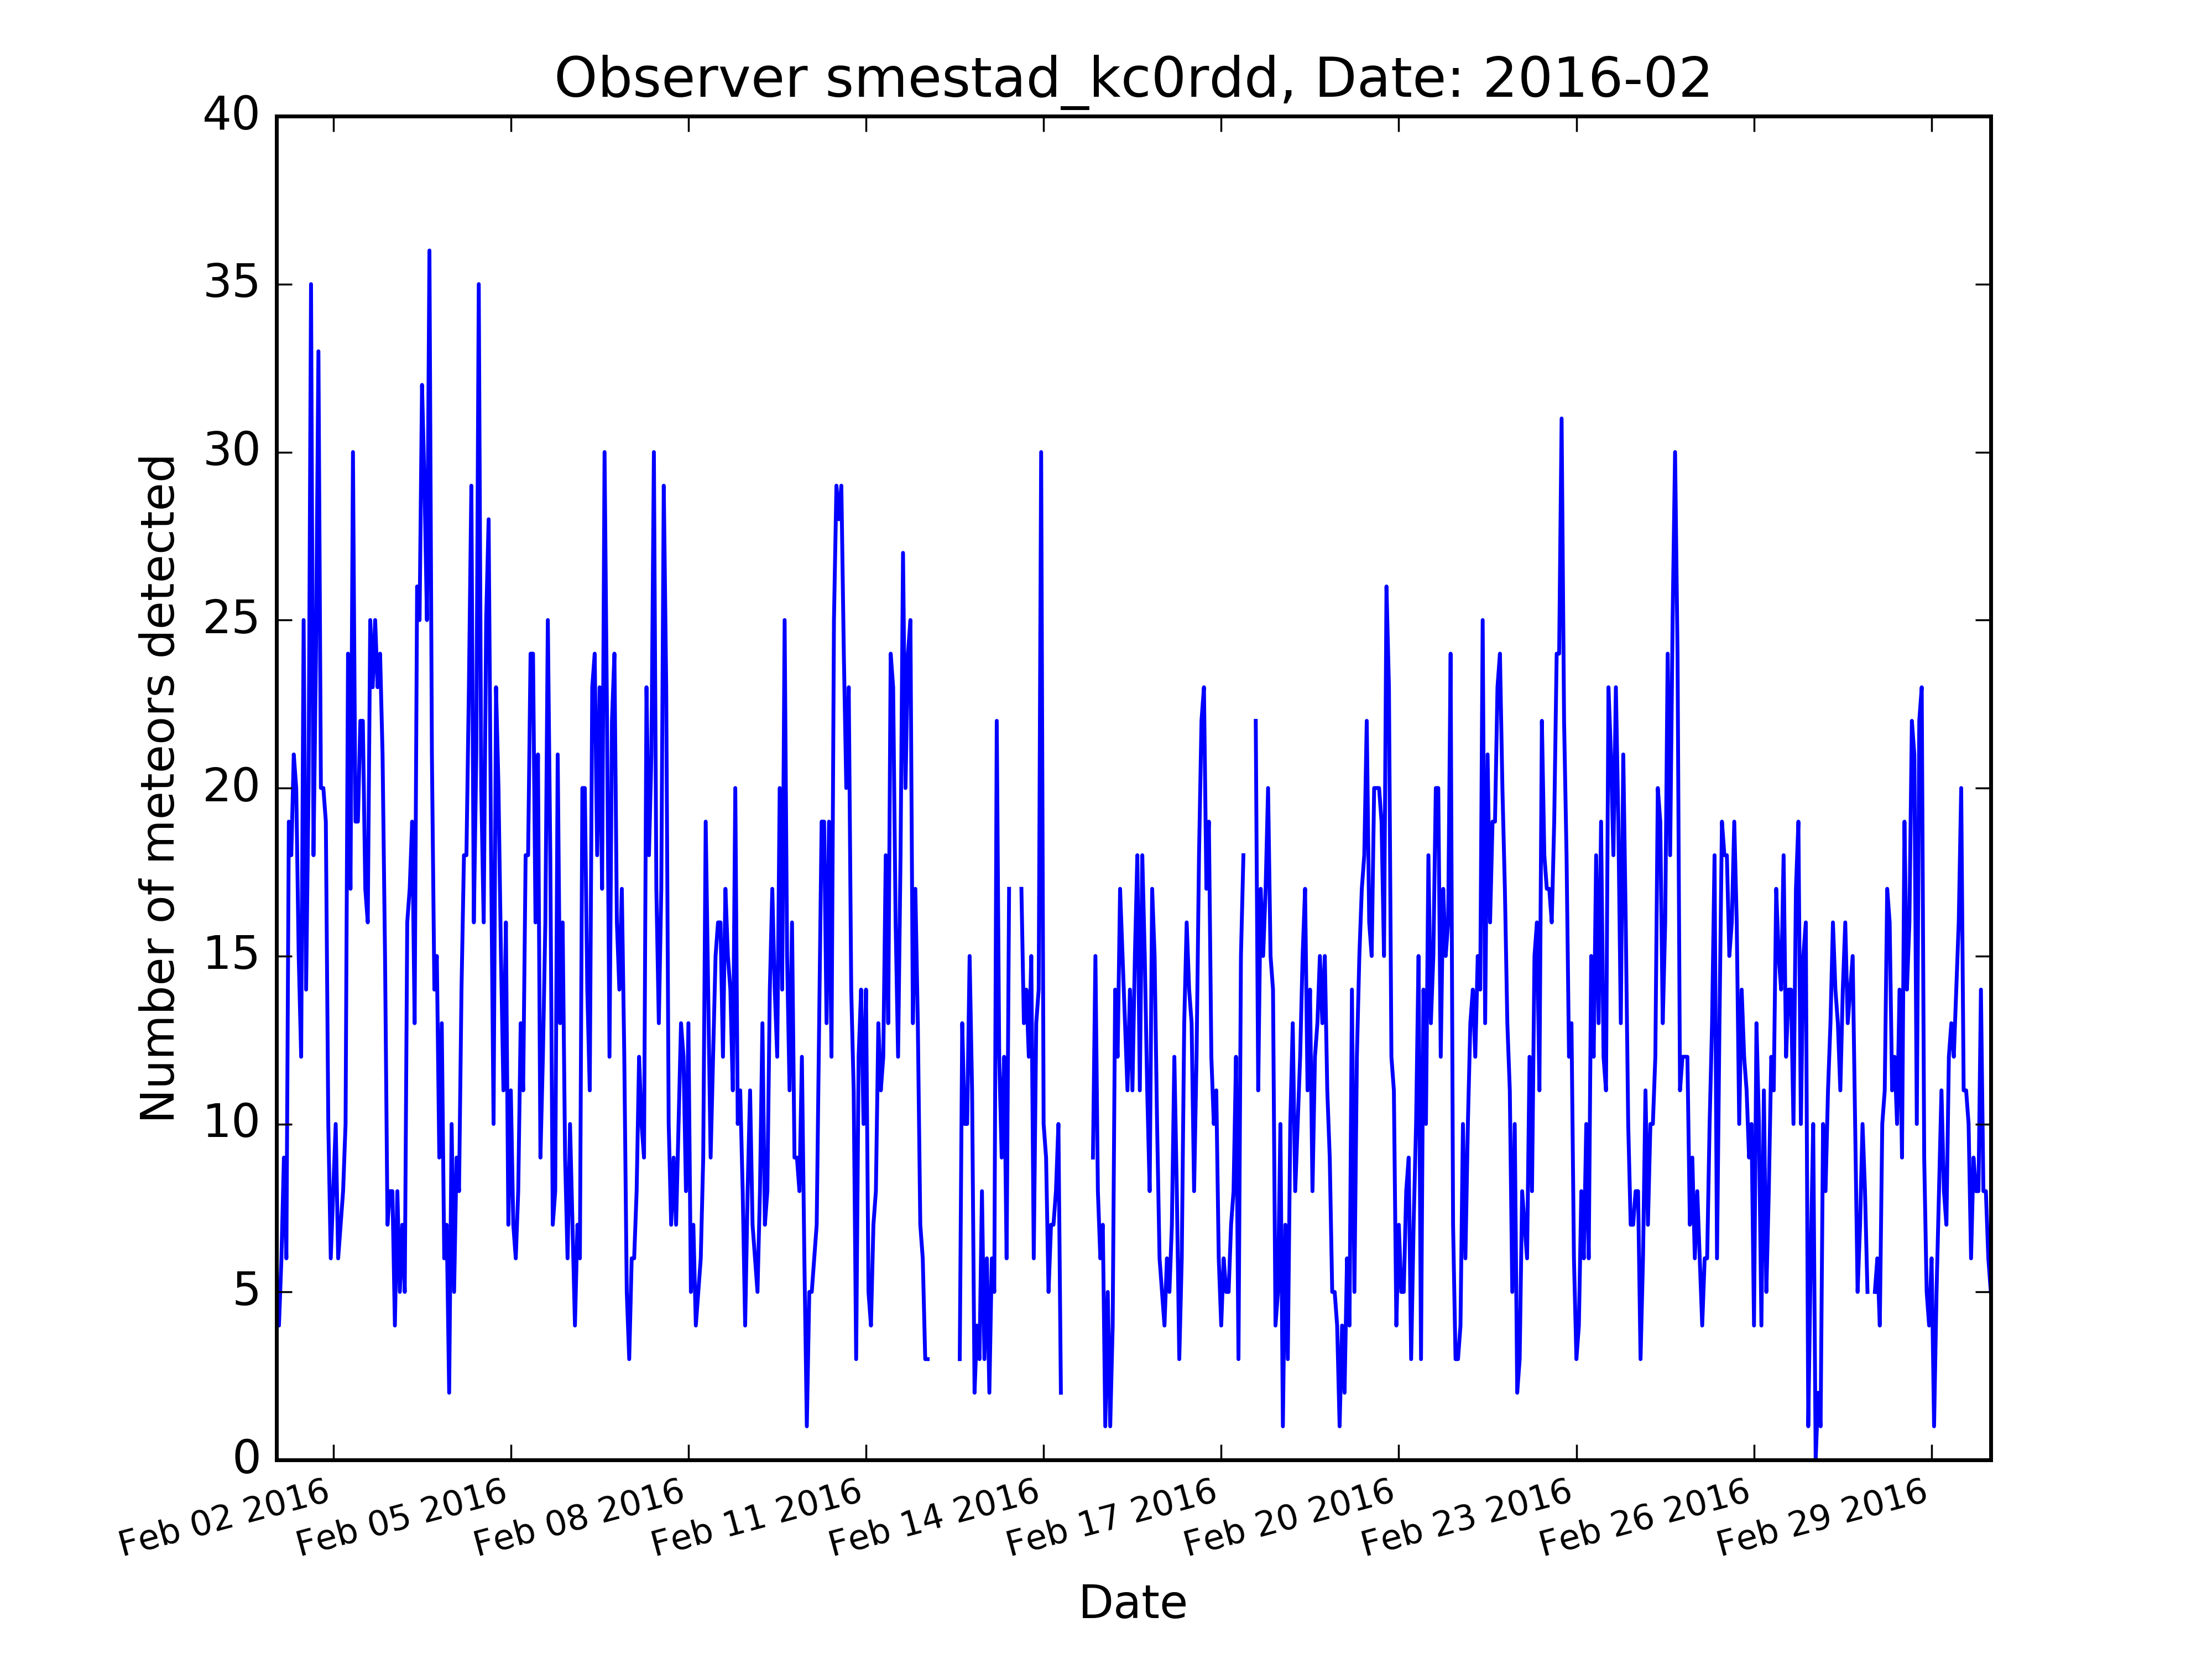 Observer smestad_kc0rdd, Date: 2016-02
40
35
30
25
20
15
10
5
0
Number of meteors detected
Feb 02 2016
Feb 05 2016
Feb 08 2016
Feb 11 2016
Feb 14 2016
Feb 17 2016
Feb 20 2016
Feb 23 2016
Feb 26 2016
Feb 29 2016
Date